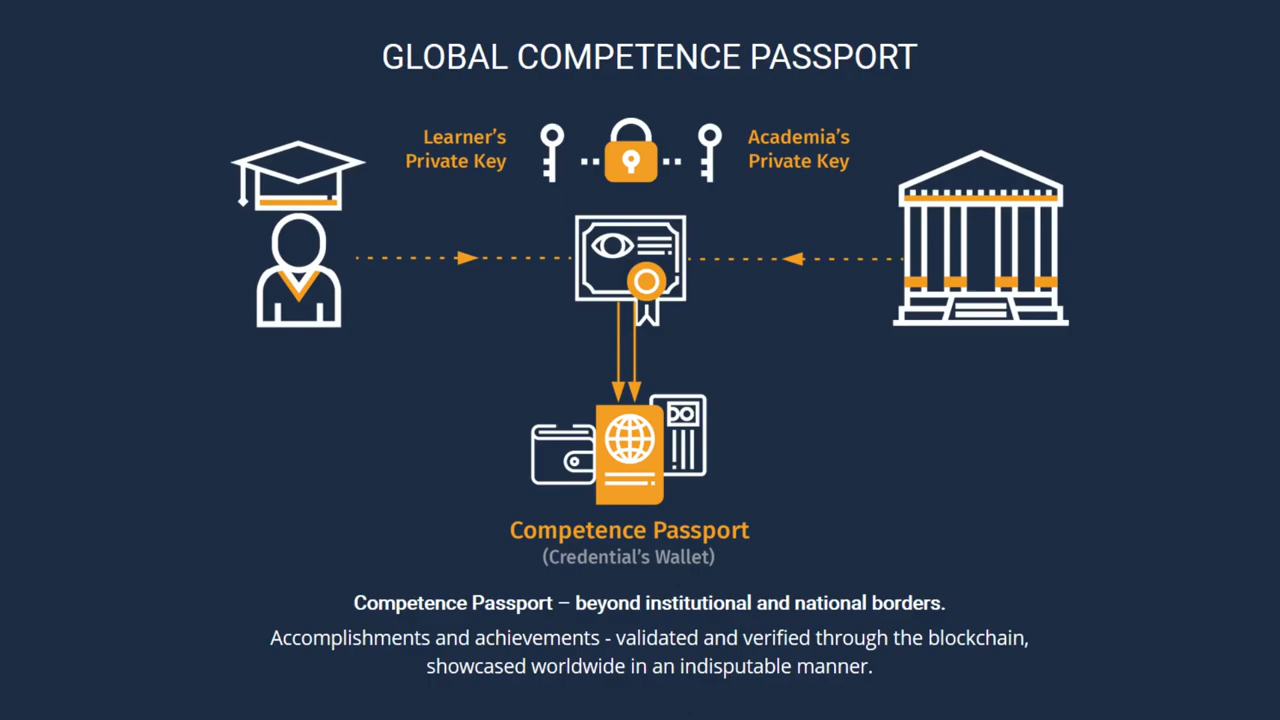 GLOBAL COMPETENCE PASSPORT
Learner's
Private Key
Academia's
Private Key
Competence Passport
(Credential's Wallet)
Competence Passport – beyond institutional and national borders.
Accomplishments and achievements - validated and verified through the blockchain,
showcased worldwide in an indisputable manner.